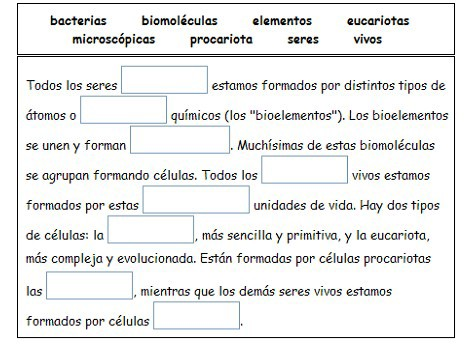 bacterias biomoléculas elementos eucariotas
microscópicas procariota seres vivos
Todos los seres estamos formados por distintos tipos de
átomos o químicos (los "bioelementos"). Los bioelementos
se unen y forman . Muchísimas de estas biomoléculas
se agrupan formando células. Todos los vivos estamos
formados por estas unidades de vida. Hay dos tipos
de células: la , más sencilla y primitiva, y la eucariota,
más compleja y evolucionada. Están formadas por células procariotas
las , mientras que los demás seres vivos estamos
formados por células .